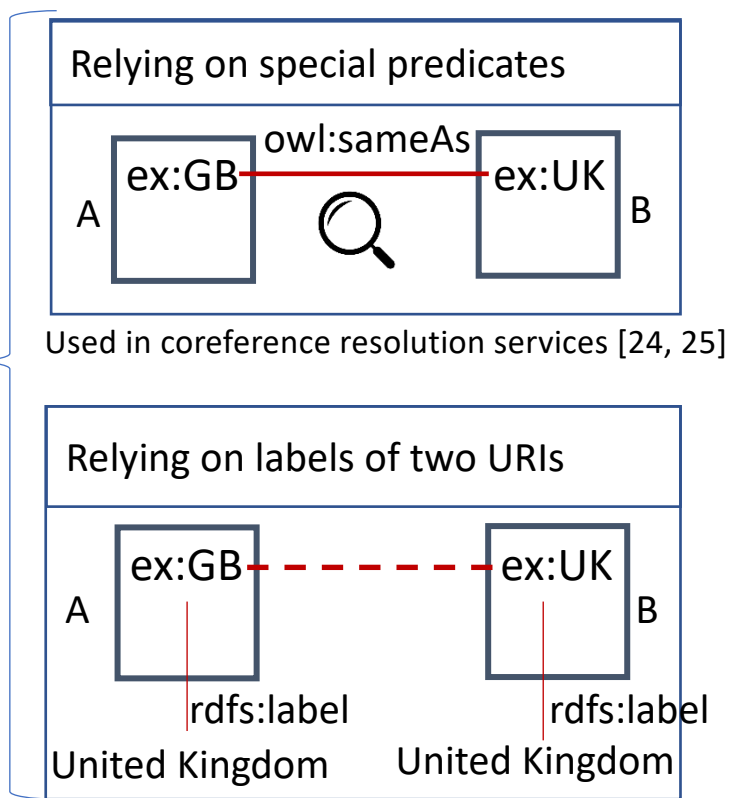 Relying on special predicates
owl:sameAs
ex:GB
ex:UK
A
B
Used in coreference resolution services [24, 25]
Relying on labels of two URIs
ex:GB
ex:UK
A
B
rdfs:label
rdfs:label
United Kingdom
United Kingdom